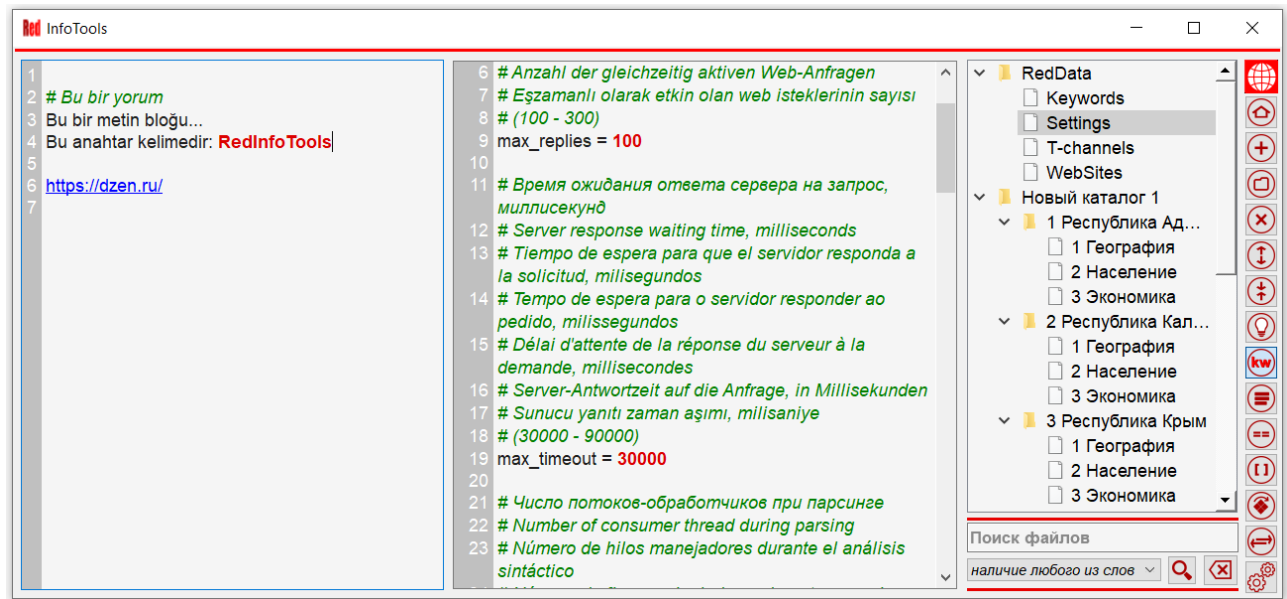 Red InfoTools
1
2 # Bu bir yorum
3 Bu bir metin bloğu...
4 Bu anahtar kelimedir: RedInfoTools
5
6 https://dzen.ru/
7
6 # Anzahl der gleichzeitig aktiven Web-Anfragen
7 # Eşzamanlı olarak etkin olan web isteklerinin sayısı
8 # (100 - 300)
9 max_replies = 100
10
11 # Время ожидания ответа сервера на запрос,
миллисекунд
12 # Server response waiting time, milliseconds
13 # Tiempo de espera para que el servidor responda a
la solicitud, milisegundos
14 # Tempo de espera para o servidor responder ao
pedido, milissegundos
15 # Délai d'attente de la réponse du serveur à la
demande, millisecondes
16 # Server-Antwortzeit auf die Anfrage, in Millisekunden
17 # Sunucu yanıtı zaman aşımı, milisaniye
18 # (30000 - 90000)
19 max_timeout = 30000
20
21 # Число потоков-обработчиков при парсинге
22 # Number of consumer thread during parsing
23 # Número de hilos manejadores durante el análisis
sintáctico
RedData
Keywords
Settings
T-channels
WebSites
Новый каталог 1
1 Республика Ад...
1 География
2 Население
3 Экономика
2 Республика Кал...
1 География
2 Население
3 Экономика
3 Республика Крым
1 География
2 Население
3 Экономика
Поиск файлов
наличие любого из слов
kw
==
[ ]